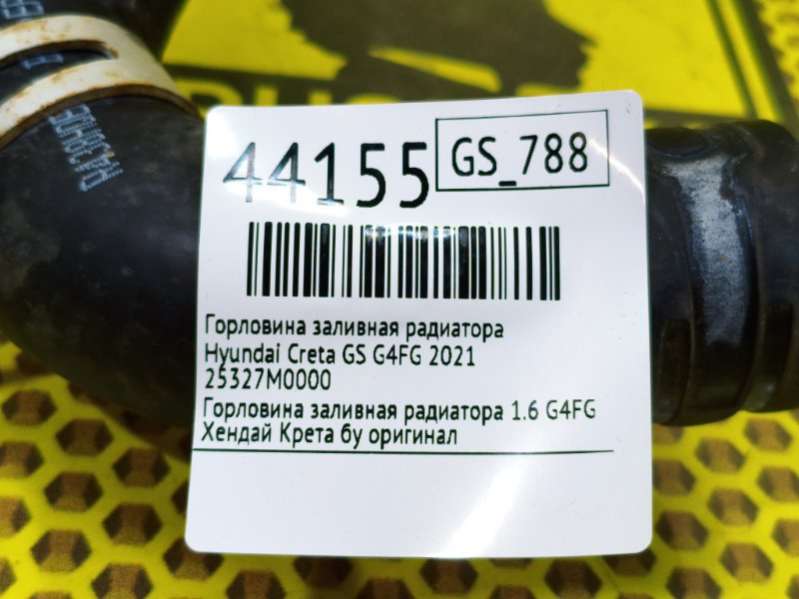 44155
GS_788
Горловина заливная радиатора
Hyundai Creta GS G4FG 2021
25327M0000
Горловина заливная радиатора 1.6 G4FG
Хендай Крета бу оригинал